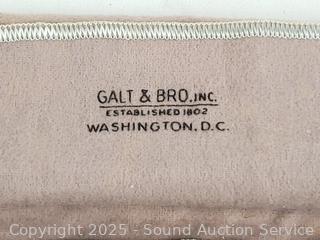 GALT & BRO.INC.
ESTABLISHED 1802
WASHINGTON, D.C.
Copyright 2025 - Sound Auction Service